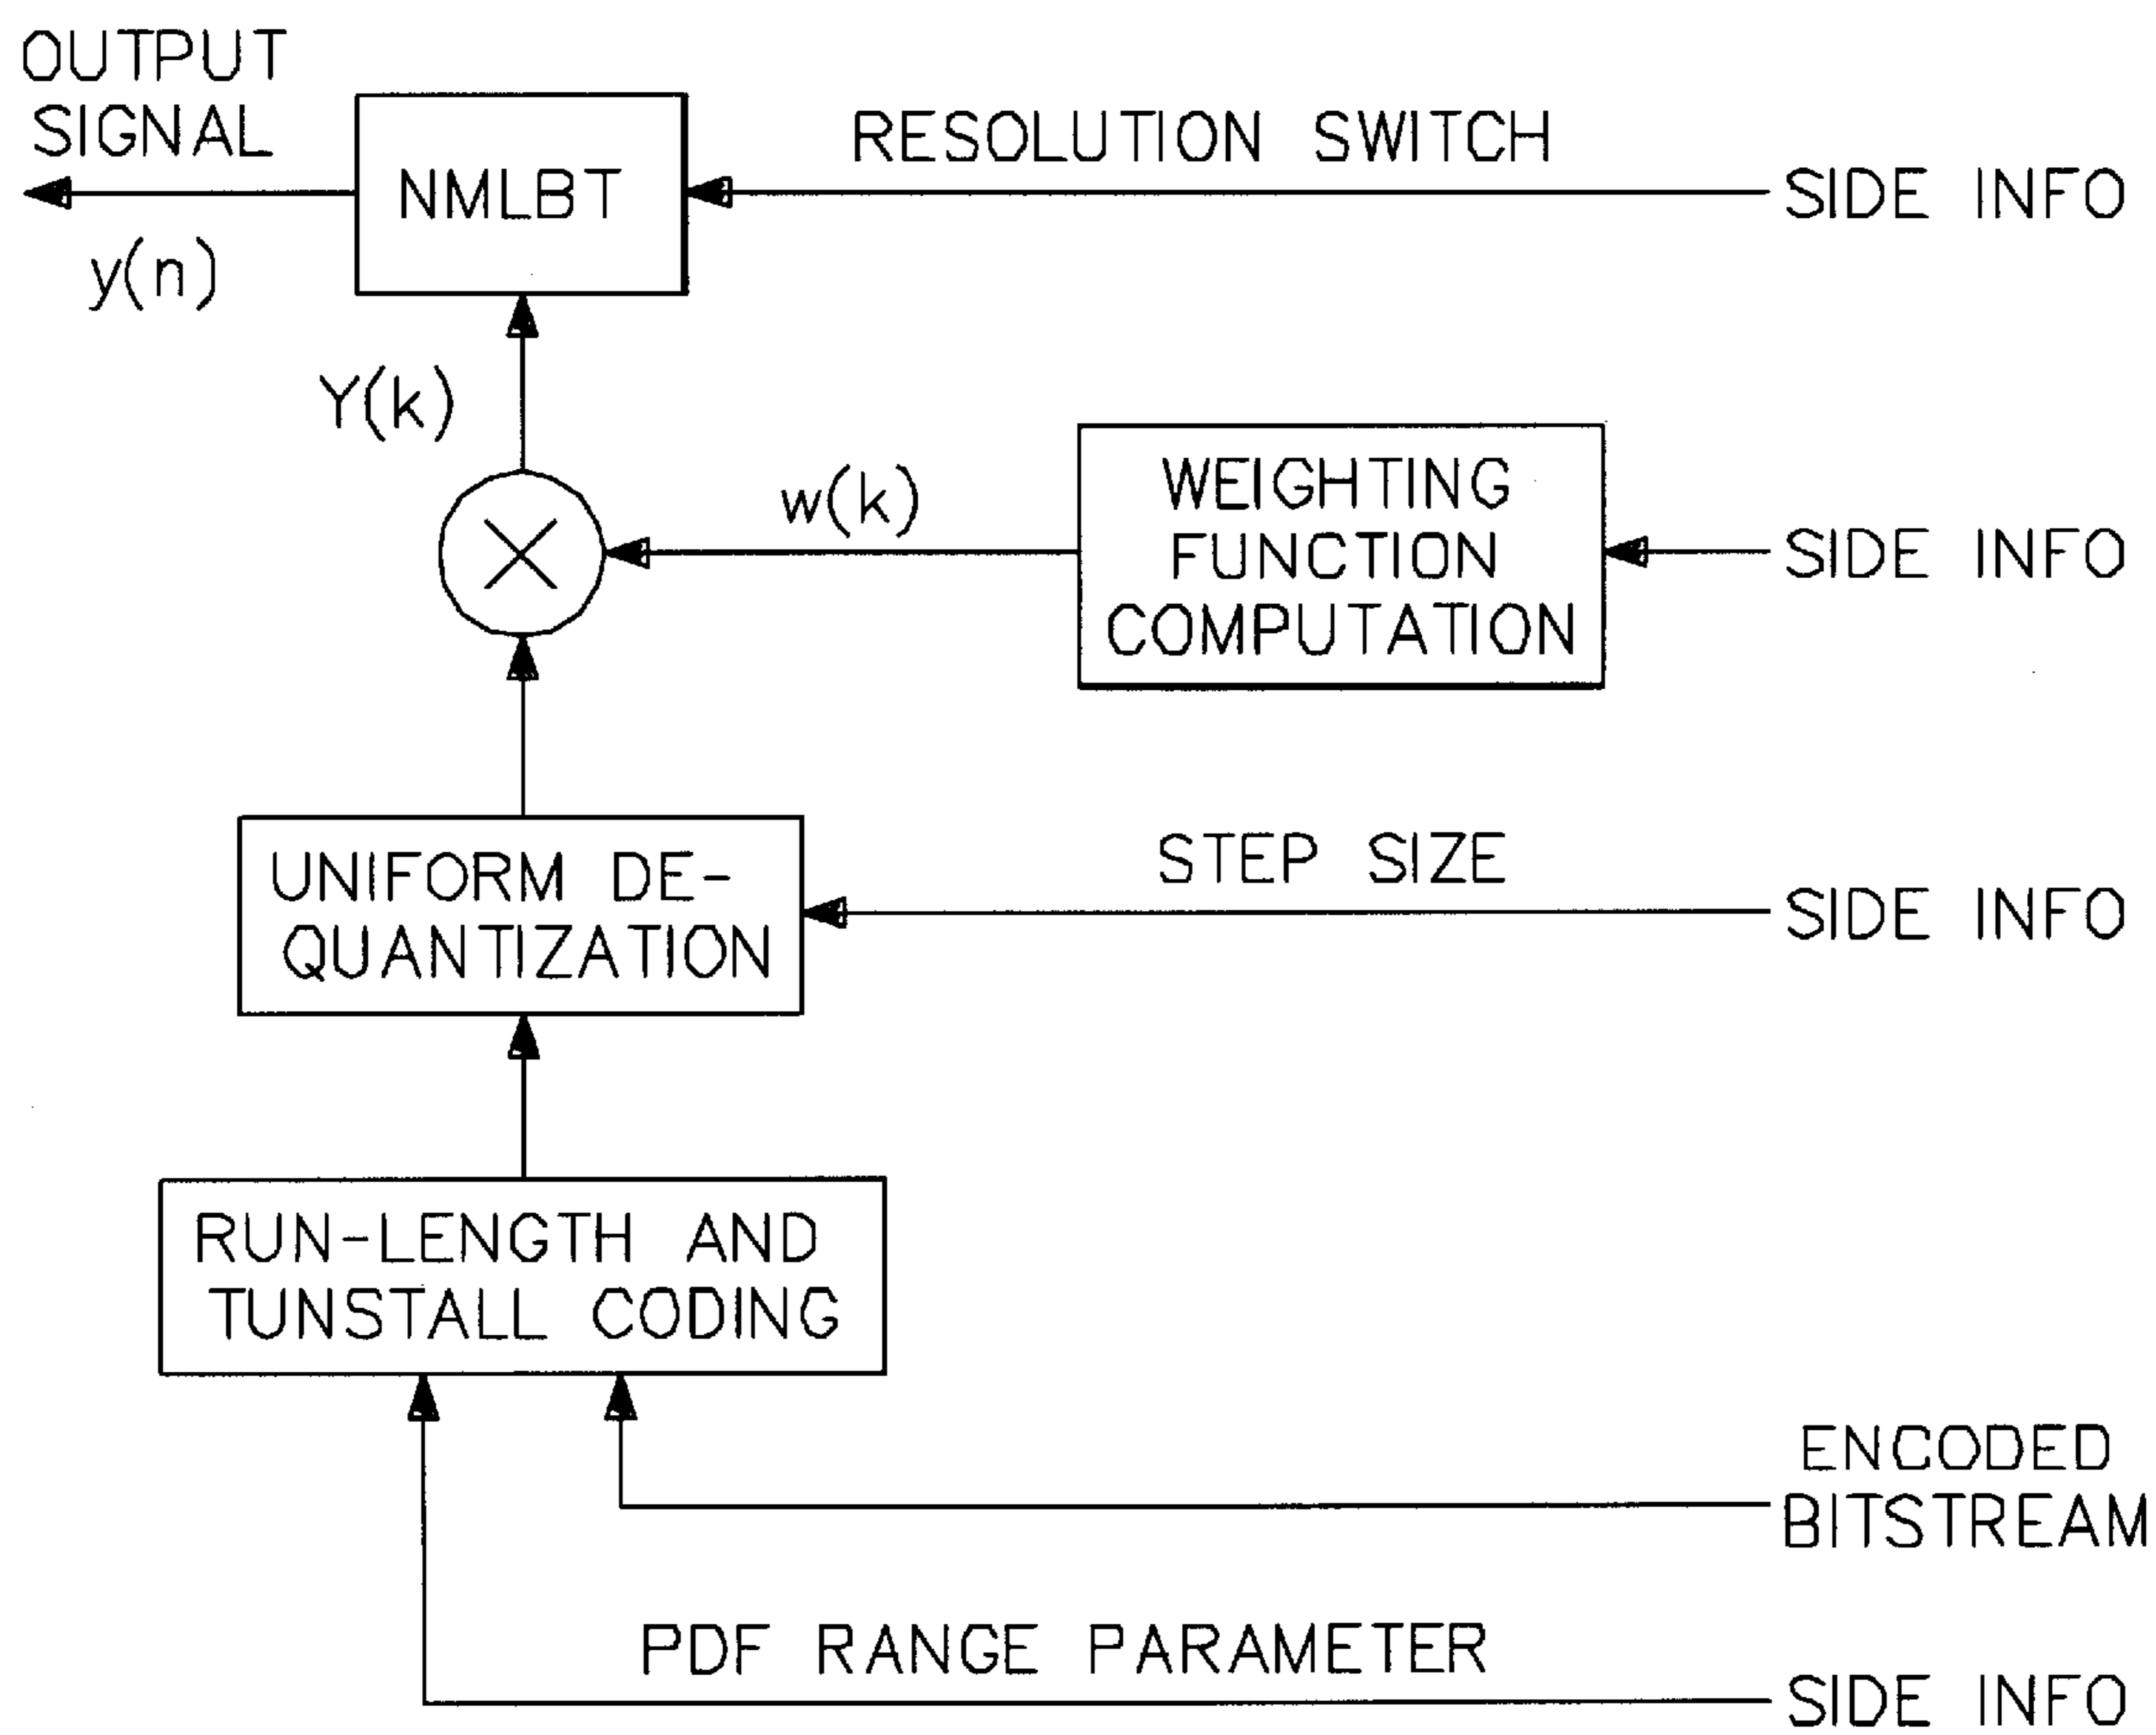 OUTPUT
SIGNAL
NMLBT
RESOLUTION SWITCH
SIDE INFO
y(n)
Y(k)
w(k)
WEIGHTING
FUNCTION
COMPUTATION
SIDE INFO
UNIFORM DE-
QUANTIZATION
STEP SIZE
SIDE INFO
RUN-LENGTH AND
TUNSTALL CODING
ENCODED
BITSTREAM
PDF RANGE PARAMETER
SIDE INFO